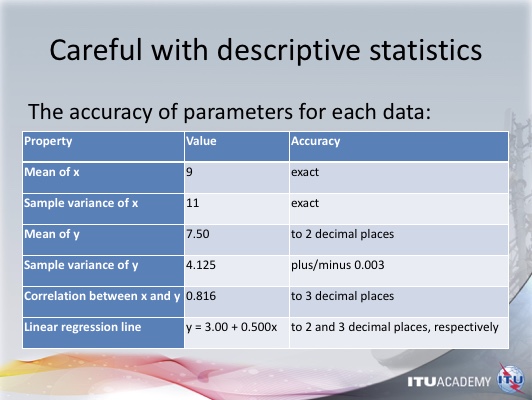 Careful with descriptive statistics
The accuracy of parameters for each data:
Property Value Accuracy
Mean of x 9 exact
Sample variance of x 11 exact
Mean of y 7.50 to 2 decimal places
Sample variance of y 4.125 plus/minus 0.003
Correlation between x and y 0.816 to 3 decimal places
Linear regression line y = 3.00 + 0.500x to 2 and 3 decimal places, respectively
ITUACADEMY ITU